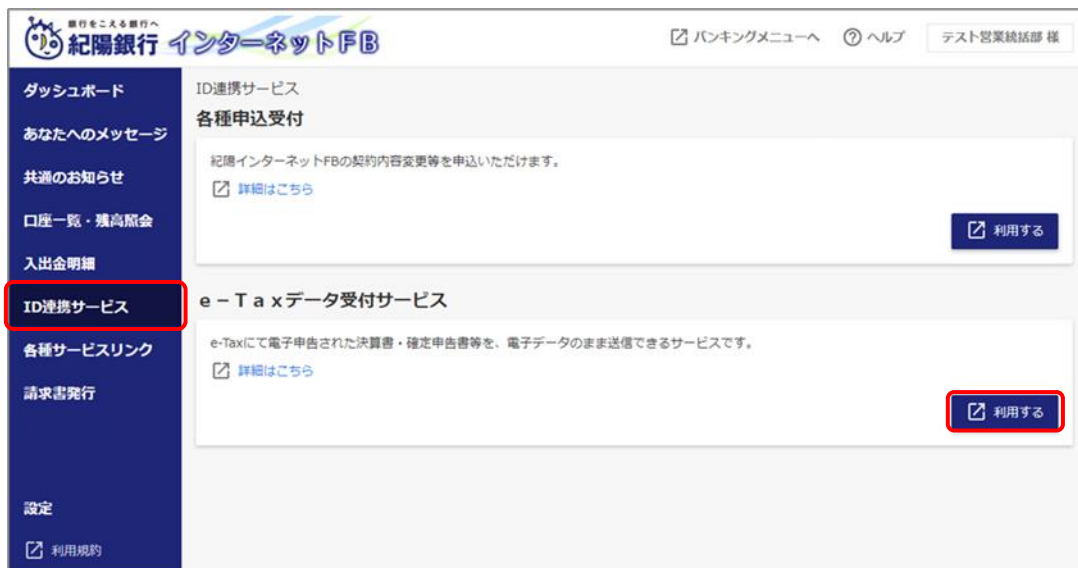 銀行をこえる銀行へ
紀陽銀行 インターネットFB
バンキングメニューへ
ヘルプ
テスト営業統括部 様
ダッシュボード
あなたへのメッセージ
共通のお知らせ
口座一覧・残高照会
入出金明細
ID連携サービス
各種サービスリンク
請求書発行
設定
利用規約
ID連携サービス
各種申込受付
紀陽インターネットFBの契約内容変更等を申込いただけます。
詳細はこちら
利用する
e－Taxデータ受付サービス
e-Taxにて電子申告された決算書・確定申告書等を、電子データのまま送信できるサービスです。
詳細はこちら
利用する